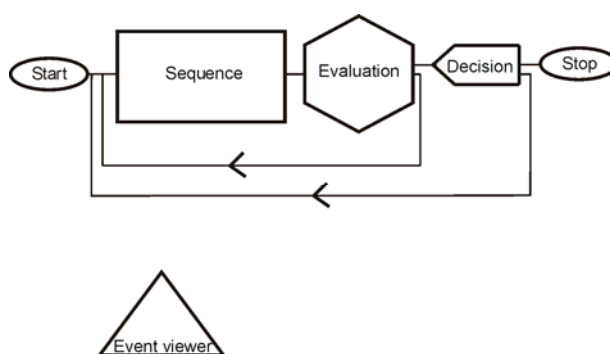 Start
Sequence
Evaluation
Decision
Stop
Event viewer